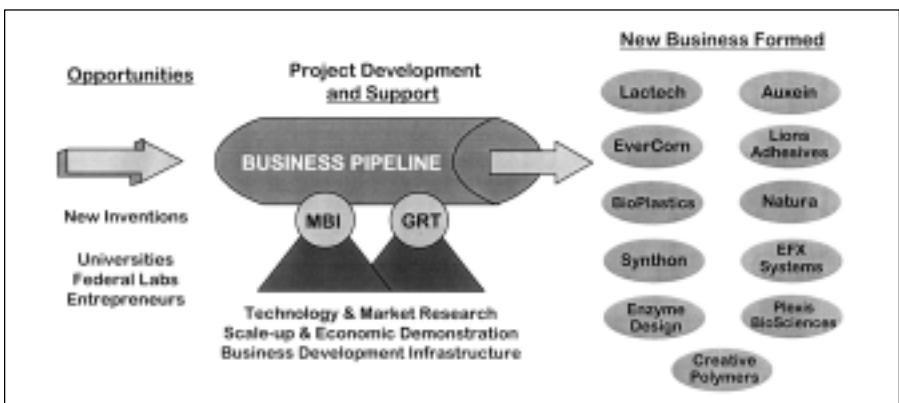 Opportunities
New Inventions
Universities
Federal Labs
Entrepreneurs
Project Development
and Support
BUSINESS PIPELINE
MBI
GRT
Technology & Market Research
Scale-up & Economic Demonstration
Business Development Infrastructure
New Business Formed
Lactech
Auxein
EverCorn
Lions
Adhesives
BioPlastics
Natura
Synthon
EFX
Systems
Enzyme
Design
Plexis
BioSciences
Creative
Polymers